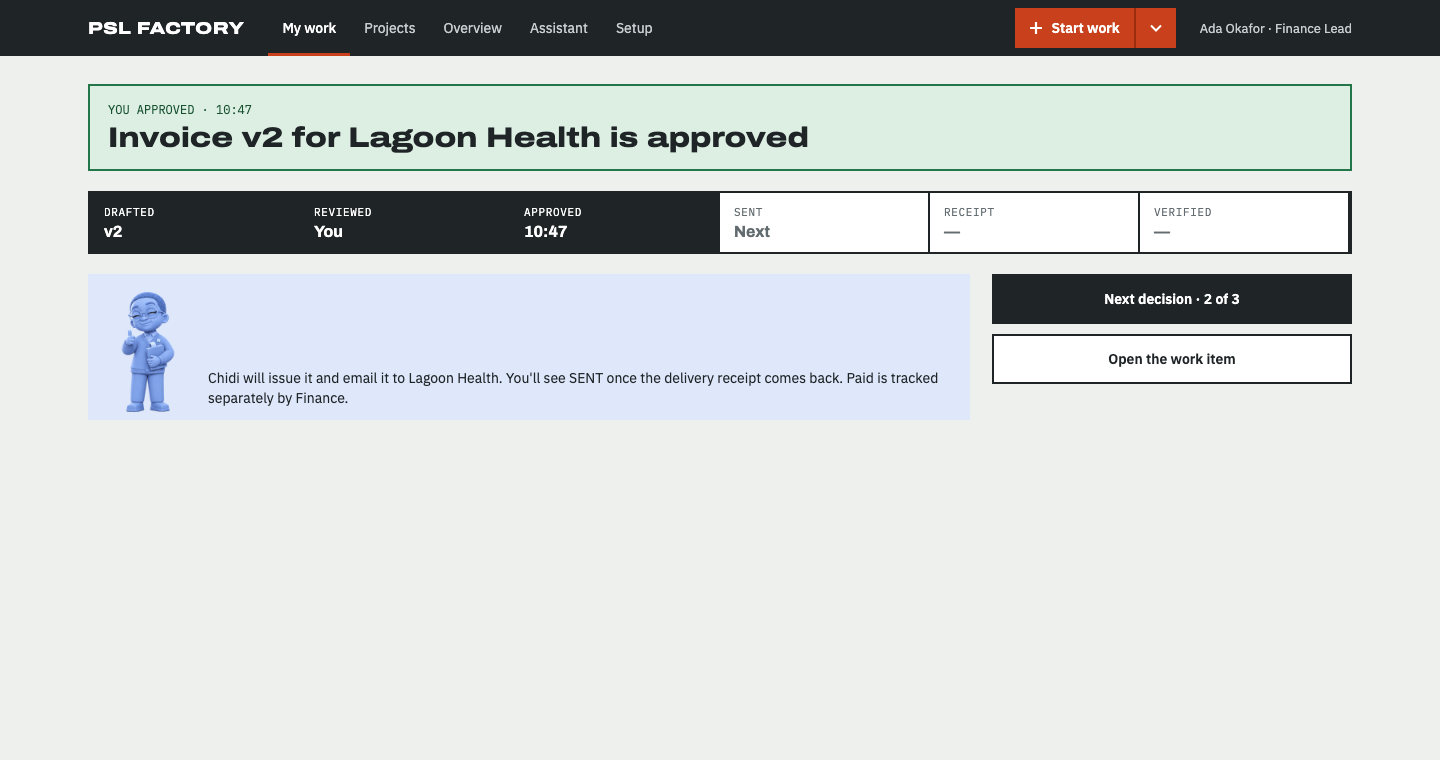 PSL FACTORY
My work
Projects
Overview
Assistant
Setup
+ Start work
Ada Okafor · Finance Lead
YOU APPROVED · 10:47
Invoice v2 for Lagoon Health is approved
DRAFTED
v2
REVIEWED
You
APPROVED
10:47
SENT
Next
RECEIPT
—
VERIFIED
—
Chidi will issue it and email it to Lagoon Health. You'll see SENT once the delivery receipt comes back. Paid is tracked
separately by Finance.
Next decision · 2 of 3
Open the work item